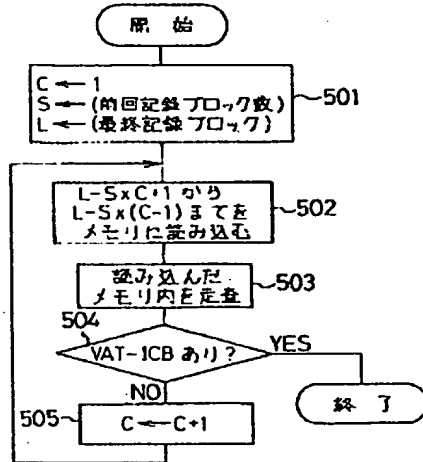 開始
C ← 1
S ← (前回記録ブロック数)
L ← (最終記録ブロック)
501
L-S×C+1から
L-S×(C-1)までを
メモリに読み込む
502
読み込んだ
メモリ内を走査
503
504
VAT-ICBあり?
YES
NO
終了
505
C ← C+1